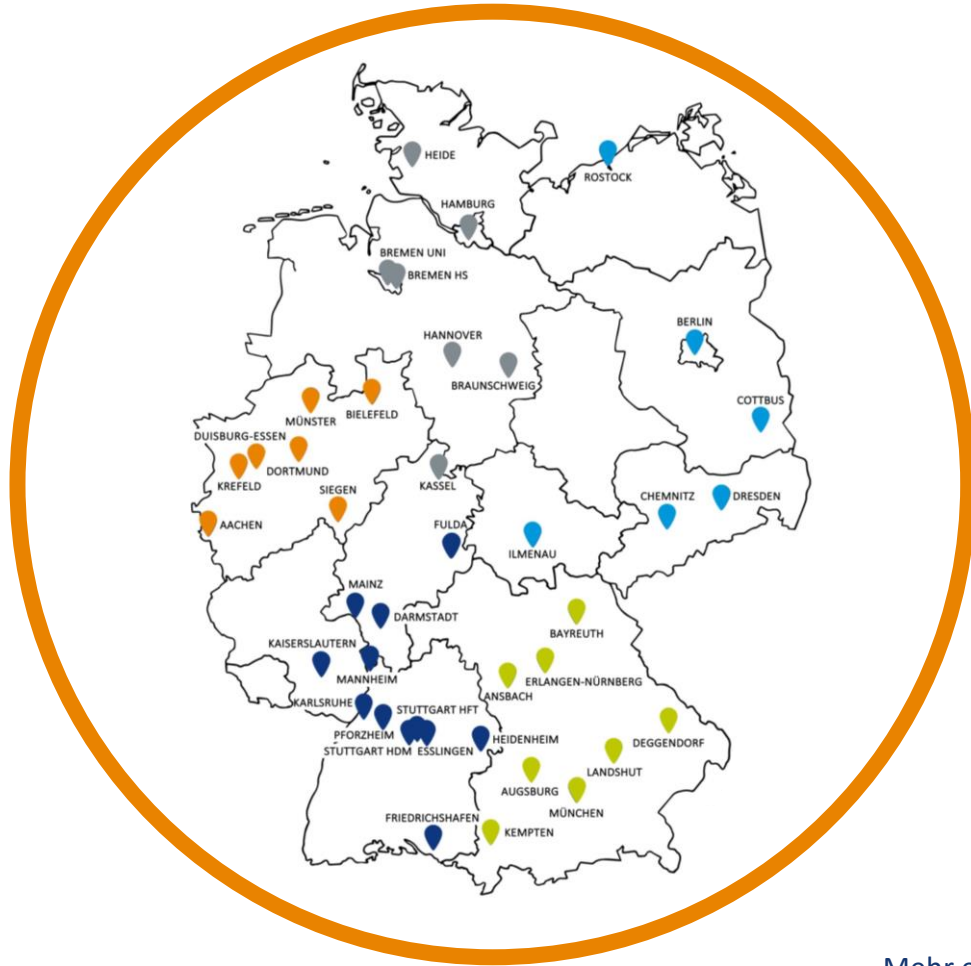 HEIDE
ROSTOCK
HAMBURG
BREMEN UNI
BREMEN HS
BERLIN
HANNOVER
BRAUNSCHWEIG
COTTBUS
MÜNSTER
BIELEFELD
DUISBURG-ESSEN
DORTMUND
KREFELD
KASSEL
SIEGEN
CHEMNITZ
DRESDEN
AACHEN
FULDA
ILMENAU
MAINZ
DARMSTADT
BAYREUTH
KAISERSLAUTERN
MANNHEIM
ERLANGEN-NÜRNBERG
ANSBACH
KARLSRUHE
STUTTGART HFT
PFORZHEIM
HEIDENHEIM
DEGGENDORF
STUTTGART HDM
ESSLINGEN
LANDSHUT
AUGSBURG
MÜNCHEN
FRIEDRICHSHAFEN
KEMPTEN
Mehr